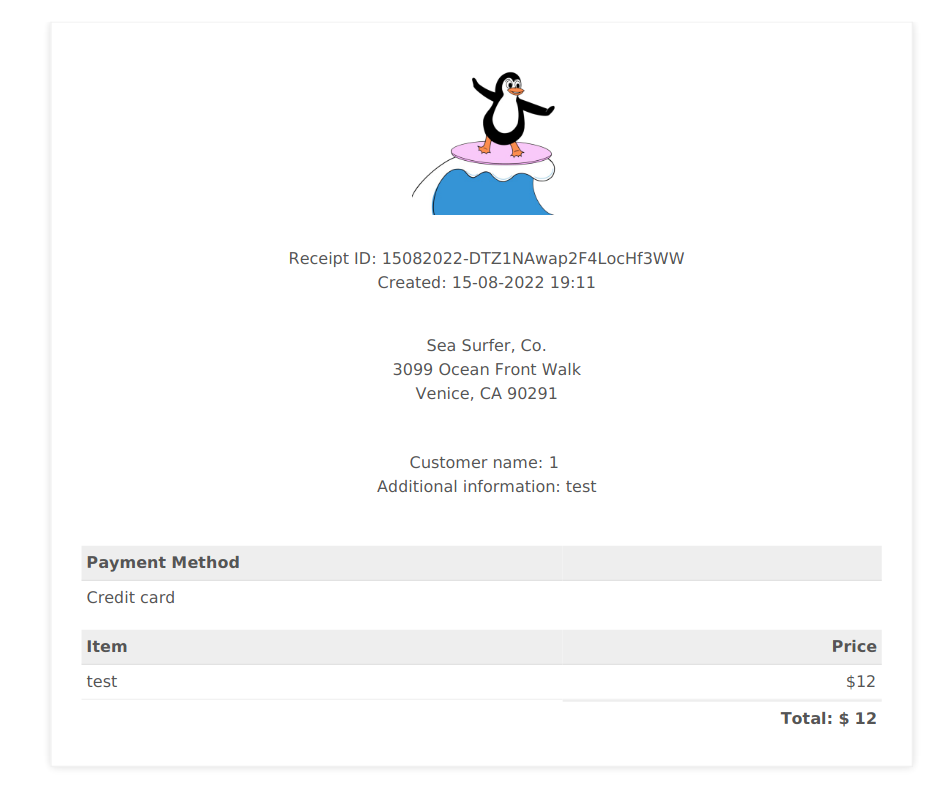 Receipt ID: 15082022-DTZ1NAwap2F4LocHf3WW
Created: 15-08-2022 19:11
Sea Surfer, Co.
3099 Ocean Front Walk
Venice, CA 90291
Customer name: 1
Additional information: test
Payment Method
Credit card
Item Price
test $12
Total: $ 12